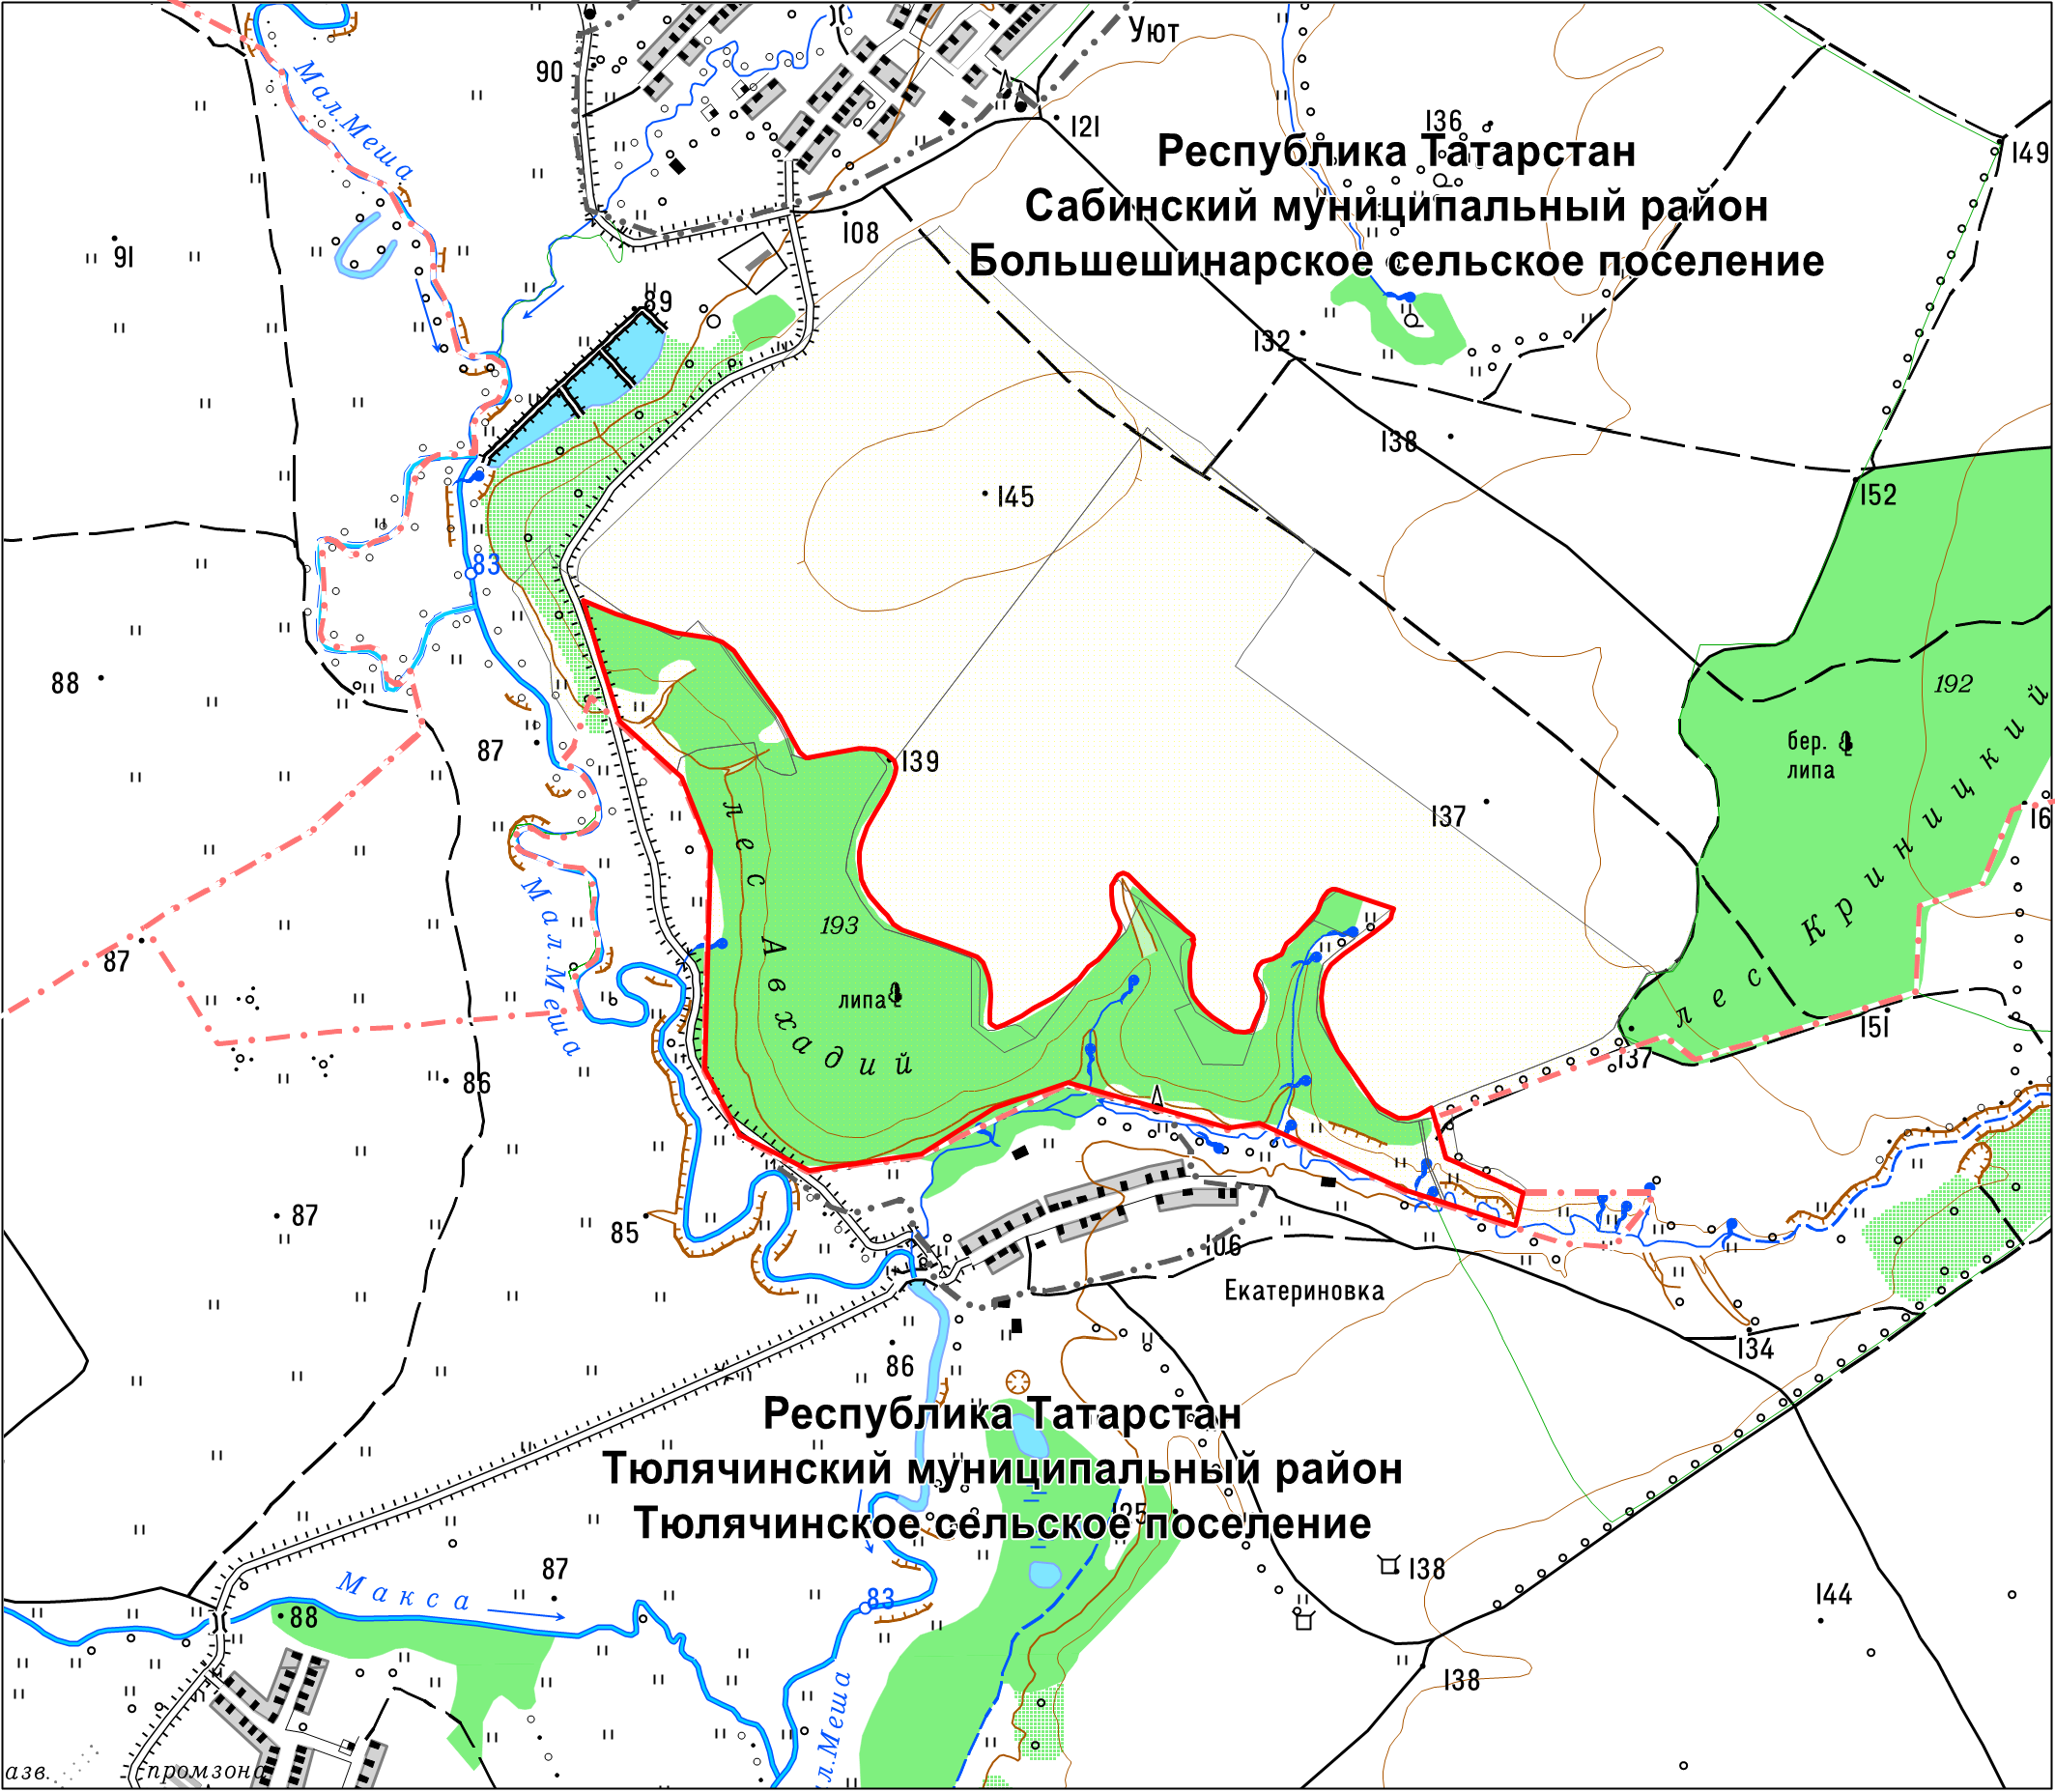 Уют
90
Мал.Меша
121
136
149
Республика Татарстан
Сабинский муниципальный район
Большешинарское сельское поселение
108
91
89
132
138
145
152
83
88
192
87
бер.
липа
139
137
16
лес Криницкий
лес Авхадий
193
Мал.Меша
87
липа
151
137
86
87
85
106
Екатериновка
134
86
Республика Татарстан
Тюлячинский муниципальный район
Тюлячинское сельское поселение
125
87
138
Макса
83
88
144
138
ал.Меша
азв.
промзона